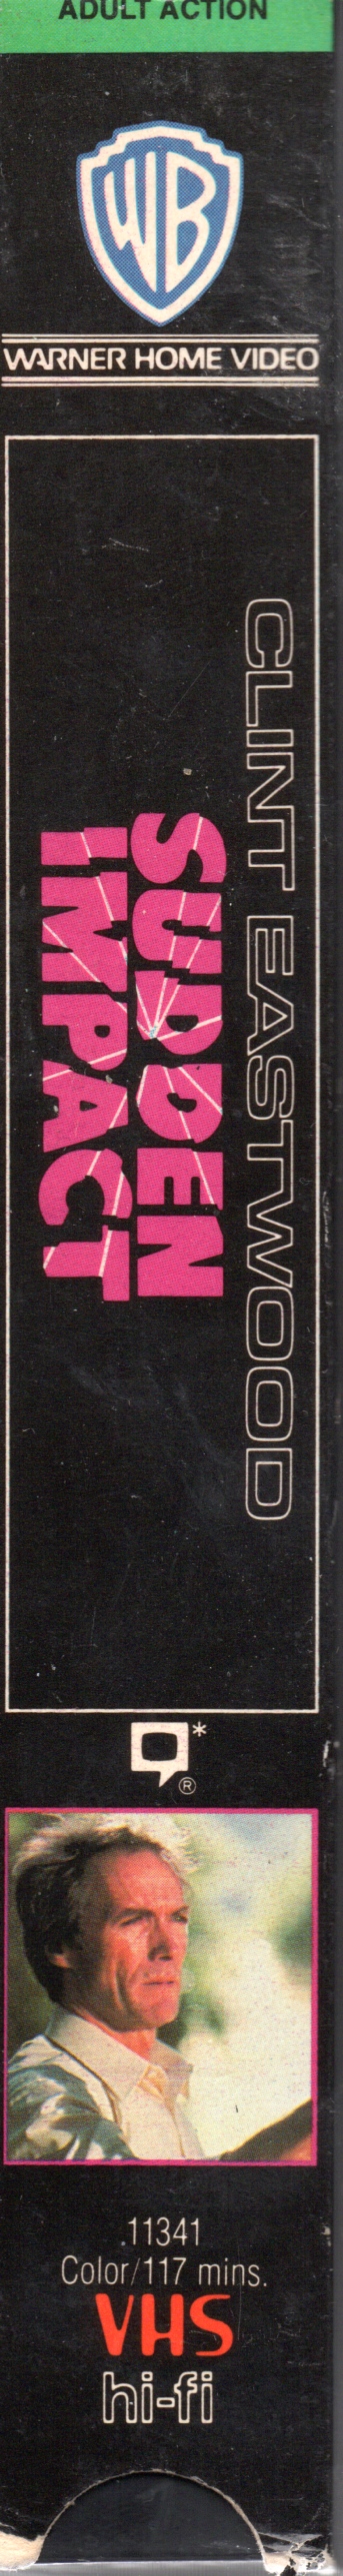 ADULT ACTION
WB
WARNER HOME VIDEO
CLINT EASTWOOD
SUDDEN
IMPACT
*
®
11341
Color/117 mins.
VHS
hi-fi